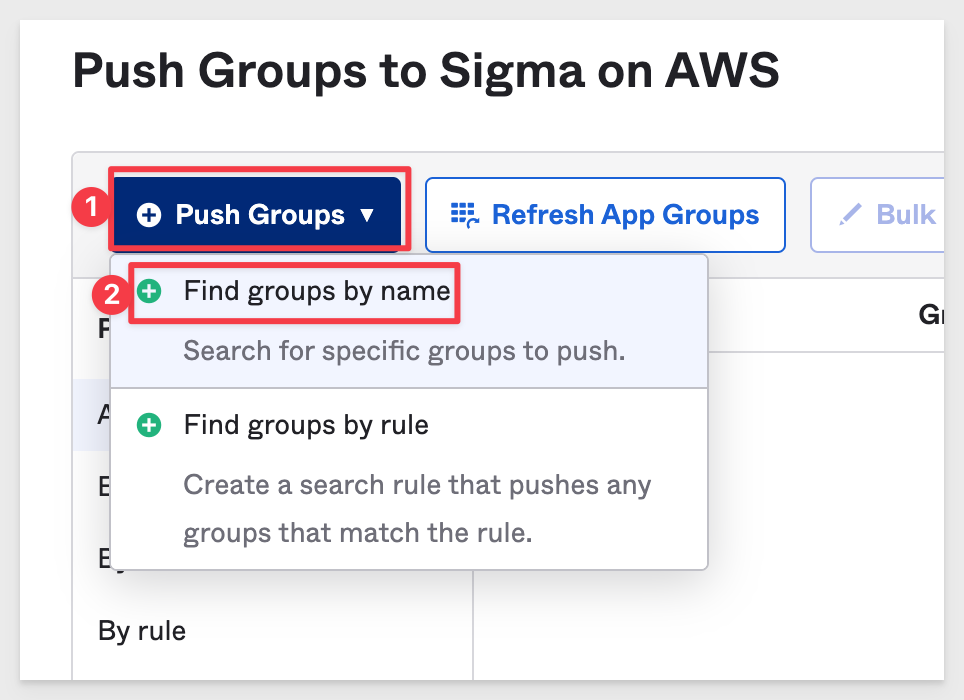 Push Groups to Sigma on AWS
1 Push Groups ▼ Refresh App Groups Bulk
2 Find groups by name
Search for specific groups to push.
Find groups by rule
Create a search rule that pushes any
groups that match the rule.
By rule